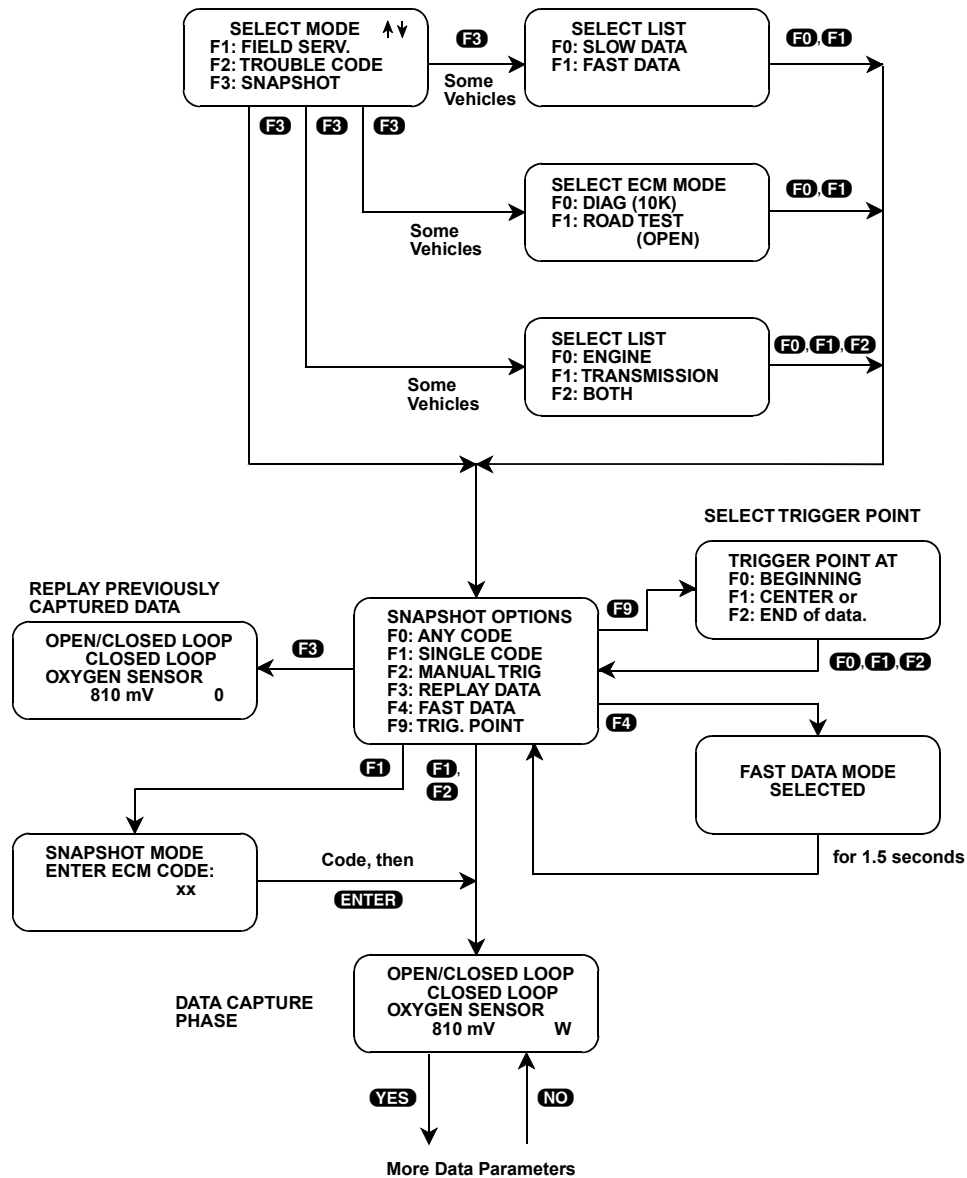 SELECT MODE
F1: FIELD SERV.
F2: TROUBLE CODE
F3: SNAPSHOT
F3
Some
Vehicles
SELECT LIST
F0: SLOW DATA
F1: FAST DATA
F0, F1
F3
F3
F3
Some
Vehicles
SELECT ECM MODE
F0: DIAG (10K)
F1: ROAD TEST
(OPEN)
F0, F1
Some
Vehicles
SELECT LIST
F0: ENGINE
F1: TRANSMISSION
F2: BOTH
F0, F1, F2
SELECT TRIGGER POINT
TRIGGER POINT AT
F0: BEGINNING
F1: CENTER or
F2: END of data.
F9
F0, F1, F2
REPLAY PREVIOUSLY
CAPTURED DATA
OPEN/CLOSED LOOP
CLOSED LOOP
OXYGEN SENSOR
810 mV 0
F3
SNAPSHOT OPTIONS
F0: ANY CODE
F1: SINGLE CODE
F2: MANUAL TRIG
F3: REPLAY DATA
F4: FAST DATA
F9: TRIG. POINT
F4
FAST DATA MODE
SELECTED
for 1.5 seconds
F1
F1,
F2
SNAPSHOT MODE
ENTER ECM CODE:
xx
Code, then
ENTER
DATA CAPTURE
PHASE
OPEN/CLOSED LOOP
CLOSED LOOP
OXYGEN SENSOR
810 mV W
YES
NO
More Data Parameters